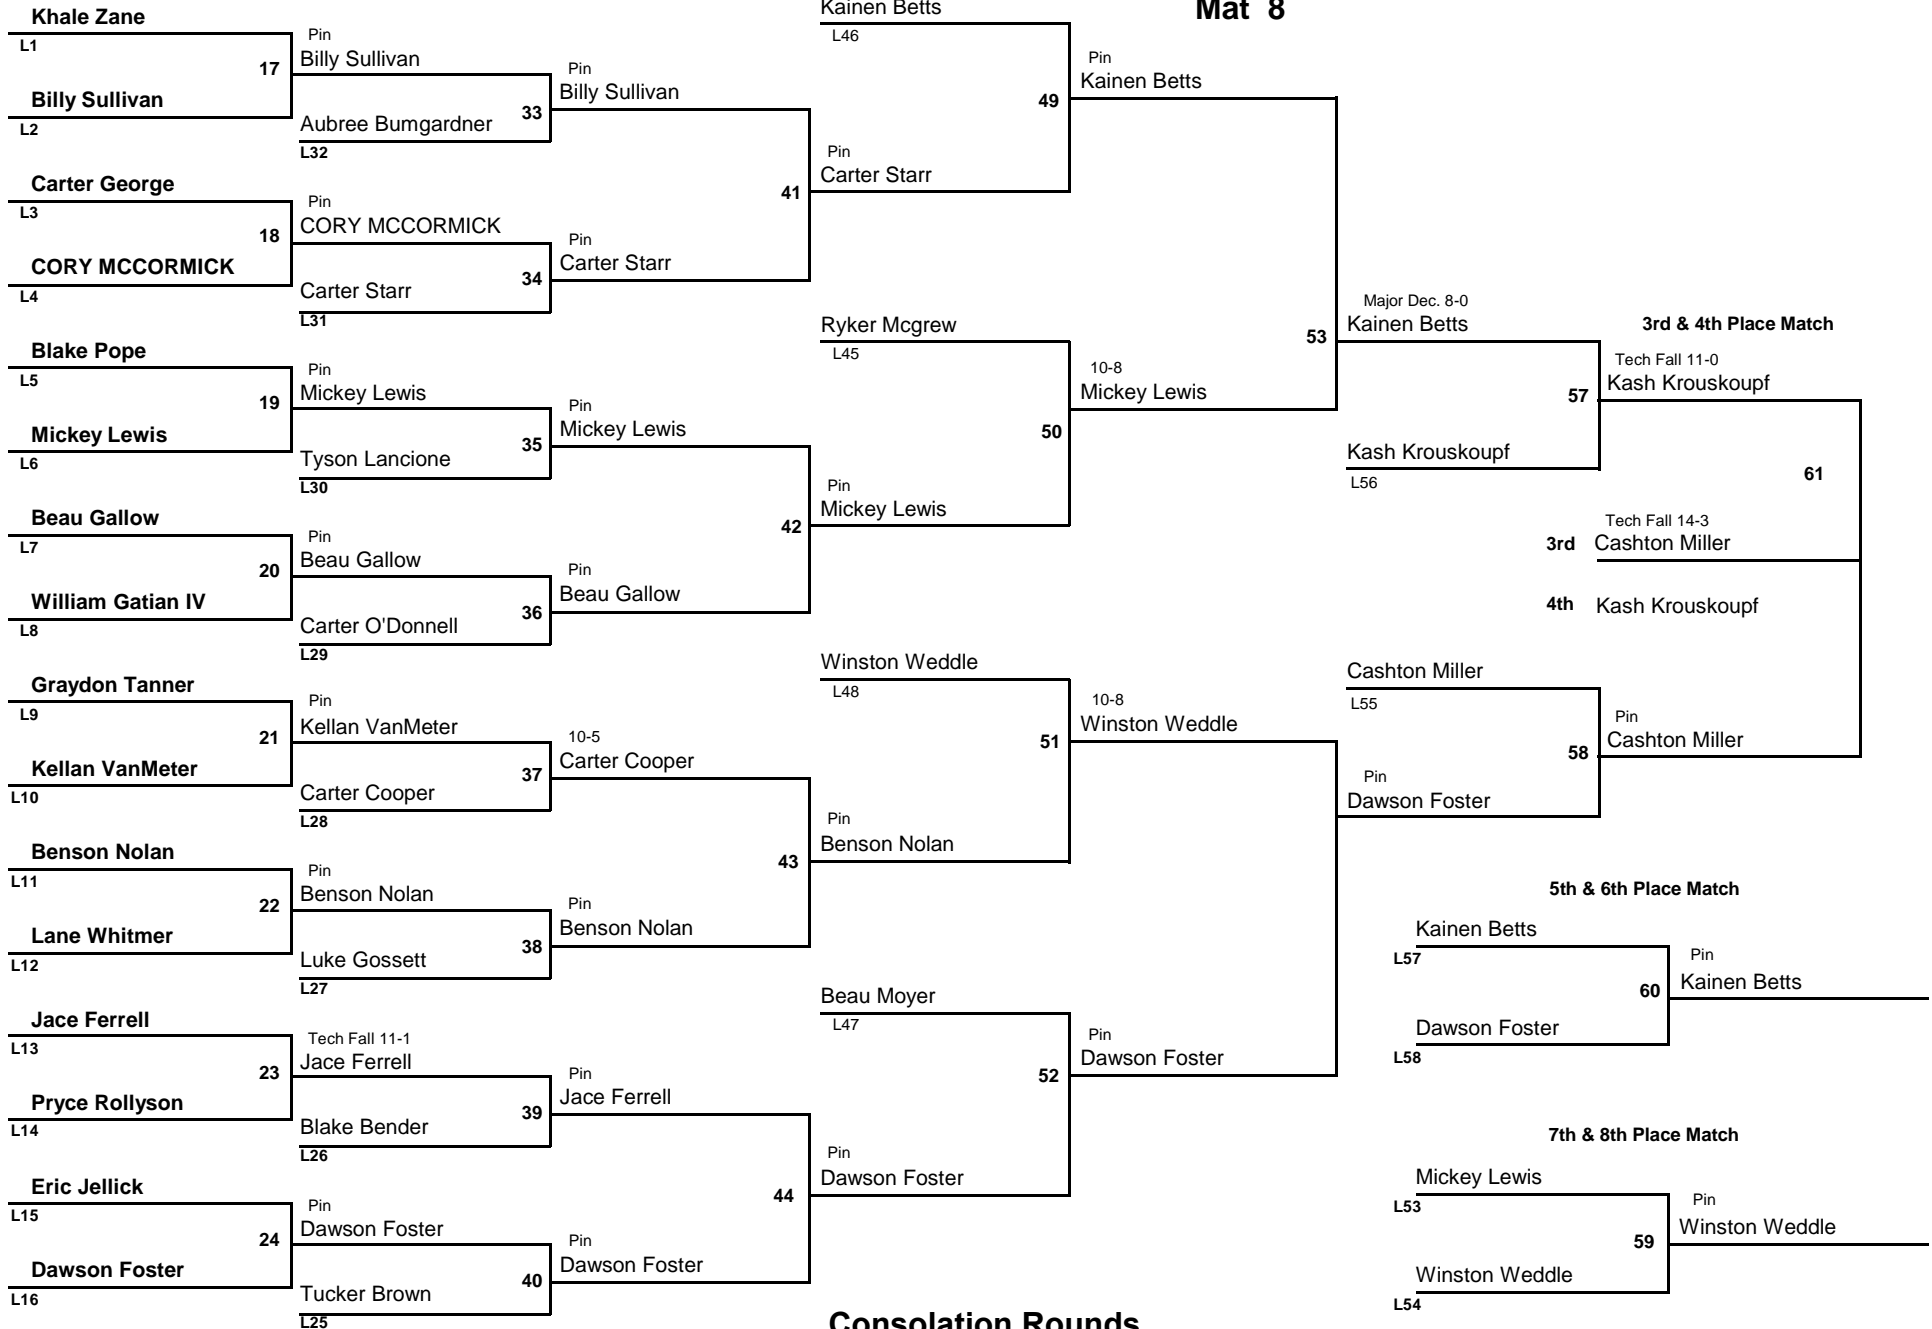 Khale Zane
L1
17
Billy Sullivan
L2
Carter George
L3
18
CORY MCCORMICK
L4
Blake Pope
L5
19
Mickey Lewis
L6
Beau Gallow
L7
20
William Gatian IV
L8
Graydon Tanner
L9
21
Kellan VanMeter
L10
Benson Nolan
L11
22
Lane Whitmer
L12
Jace Ferrell
L13
23
Pryce Rollyson
L14
Eric Jellick
L15
24
Dawson Foster
L16
Pin
Billy Sullivan
33
Aubree Bumgardner
L32
Pin
CORY MCCORMICK
34
Carter Starr
L31
Pin
Mickey Lewis
35
Tyson Lancione
L30
Pin
Beau Gallow
36
Carter O'Donnell
L29
Pin
Kellan VanMeter
37
Carter Cooper
L28
Pin
Benson Nolan
38
Luke Gossett
L27
Tech Fall 11-1
Jace Ferrell
39
Blake Bender
L26
Pin
Dawson Foster
40
Tucker Brown
L25
Pin
Billy Sullivan
41
Pin
Carter Starr
Pin
Mickey Lewis
42
Pin
Beau Gallow
10-5
Carter Cooper
43
Pin
Benson Nolan
Pin
Jace Ferrell
44
Pin
Dawson Foster
Kainen Betts
L46
49
Pin
Carter Starr
Ryker Mcgrew
L45
50
Pin
Mickey Lewis
Winston Weddle
L48
51
Pin
Benson Nolan
Beau Moyer
L47
52
Pin
Dawson Foster
Consolation Rounds
Mat 8
Pin
Kainen Betts
53
10-8
Mickey Lewis
10-8
Winston Weddle
Pin
Dawson Foster
Major Dec. 8-0
Kainen Betts
57
Kash Krouskoupf
L56
Cashton Miller
L55
58
Pin
Dawson Foster
3rd & 4th Place Match
Tech Fall 11-0
Kash Krouskoupf
61
Tech Fall 14-3
3rd Cashton Miller
4th Kash Krouskoupf
Pin
Cashton Miller
5th & 6th Place Match
Kainen Betts
L57
60
Dawson Foster
L58
Pin
Kainen Betts
7th & 8th Place Match
Mickey Lewis
L53
59
Winston Weddle
L54
Pin
Winston Weddle